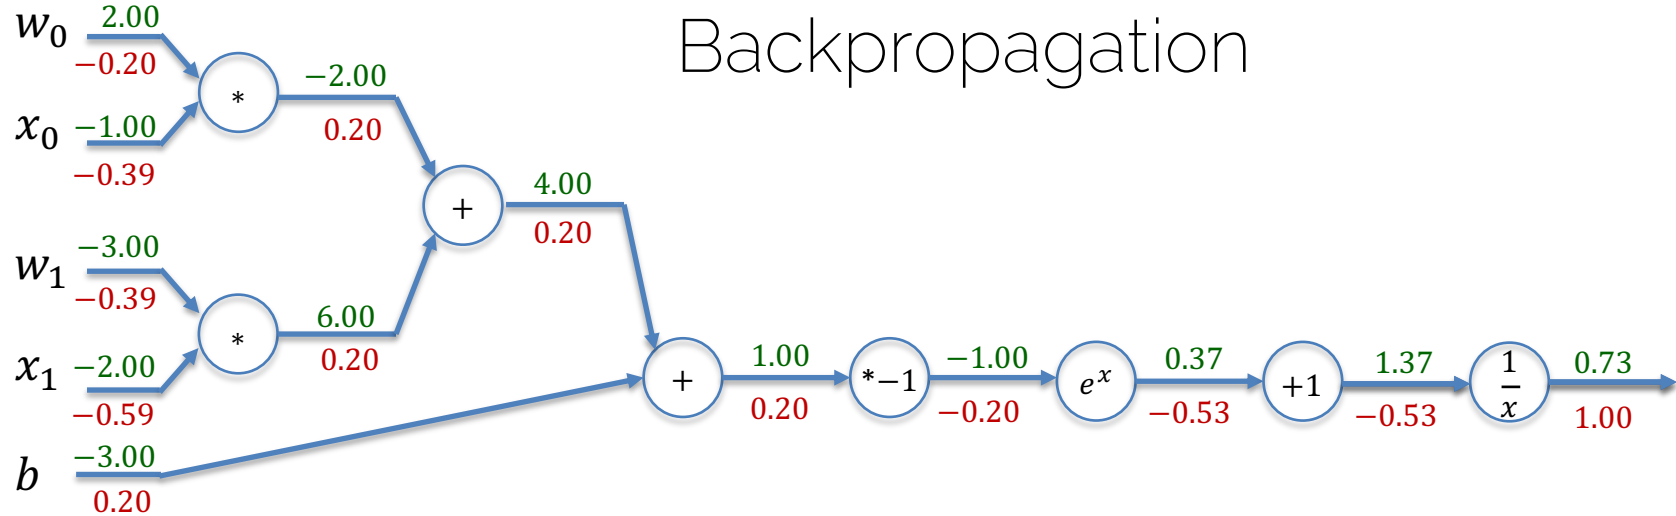 Backpropagation
w₀ 2.00
−0.20
* −2.00
0.20
x₀ −1.00
−0.39
+ 4.00
0.20
w₁ −3.00
−0.39
* 6.00
0.20
x₁ −2.00
−0.59
b −3.00
0.20
+ 1.00
0.20
*−1 −1.00
−0.20
eˣ 0.37
−0.53
+1 1.37
−0.53
1/x 0.73
1.00